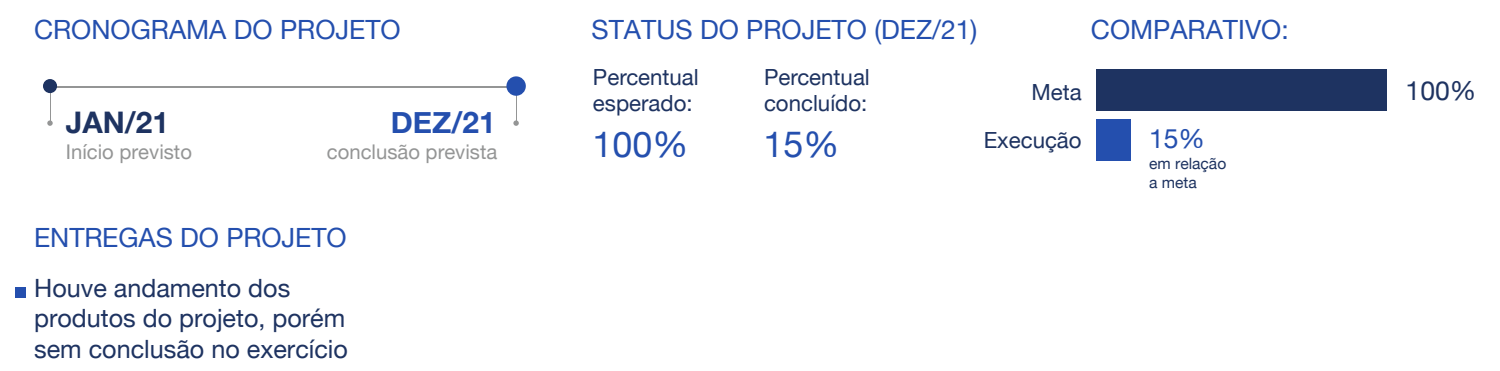 CRONOGRAMA DO PROJETO
JAN/21
Início previsto
DEZ/21
conclusão prevista
STATUS DO PROJETO (DEZ/21)
Percentual
esperado:
100%
Percentual
concluído:
15%
COMPARATIVO:
Meta
100%
Execução
15%
em relação
a meta
ENTREGAS DO PROJETO
Houve andamento dos
produtos do projeto, porém
sem conclusão no exercício